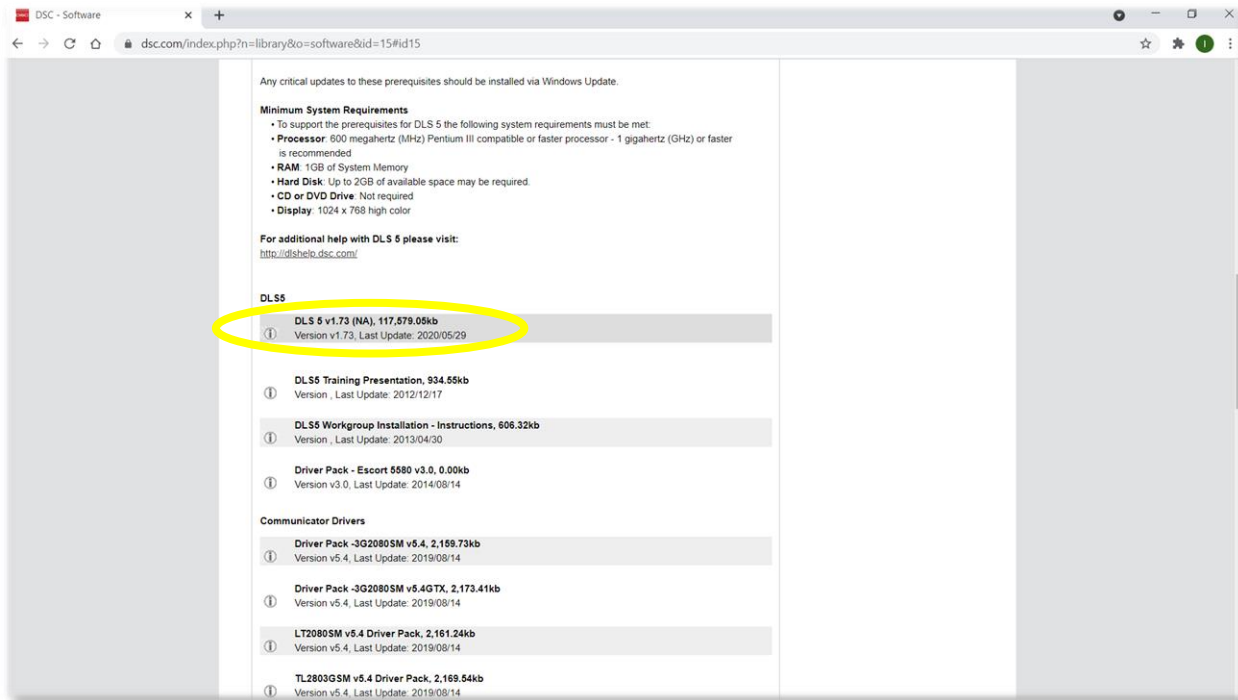 DSC - Software
dsc.com/index.php?n=library&o=software&id=15#id15
I
Any critical updates to these prerequisites should be installed via Windows Update.
Minimum System Requirements
• To support the prerequisites for DLS 5 the following system requirements must be met:
• Processor: 600 megahertz (MHz) Pentium III compatible or faster processor - 1 gigahertz (GHz) or faster
is recommended
• RAM: 1GB of System Memory
• Hard Disk: Up to 2GB of available space may be required.
• CD or DVD Drive: Not required
• Display: 1024 x 768 high color
For additional help with DLS 5 please visit:
http://dlshelp.dsc.com/
DLS5
DLS 5 v1.73 (NA), 117,579.05kb
Version v1.73, Last Update: 2020/05/29
DLS5 Training Presentation, 934.55kb
Version , Last Update: 2012/12/17
DLS5 Workgroup Installation - Instructions, 606.32kb
Version , Last Update: 2013/04/30
Driver Pack - Escort 5580 v3.0, 0.00kb
Version v3.0, Last Update: 2014/08/14
Communicator Drivers
Driver Pack -3G2080SM v5.4, 2,159.73kb
Version v5.4, Last Update: 2019/08/14
Driver Pack -3G2080SM v5.4GTX, 2,173.41kb
Version v5.4, Last Update: 2019/08/14
LT2080SM v5.4 Driver Pack, 2,161.24kb
Version v5.4, Last Update: 2019/08/14
TL2803GSM v5.4 Driver Pack, 2,169.54kb
Version v5.4, Last Update: 2019/08/14